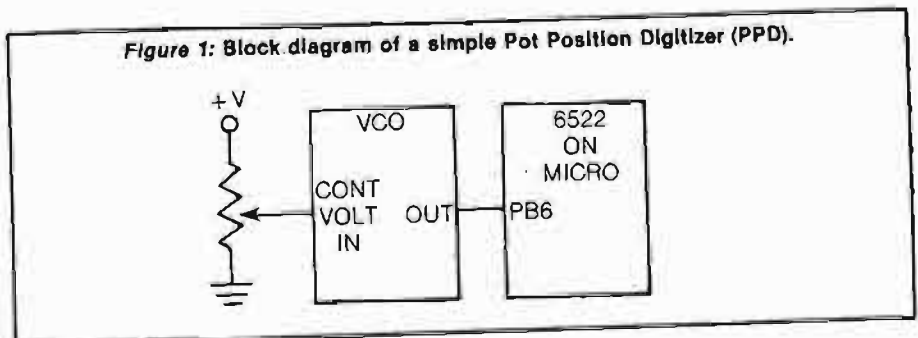 Figure 1: Block diagram of a simple Pot Position Digitizer (PPD).
+V
VCO
CONT
VOLT
IN
OUT
6522
ON
MICRO
PB6